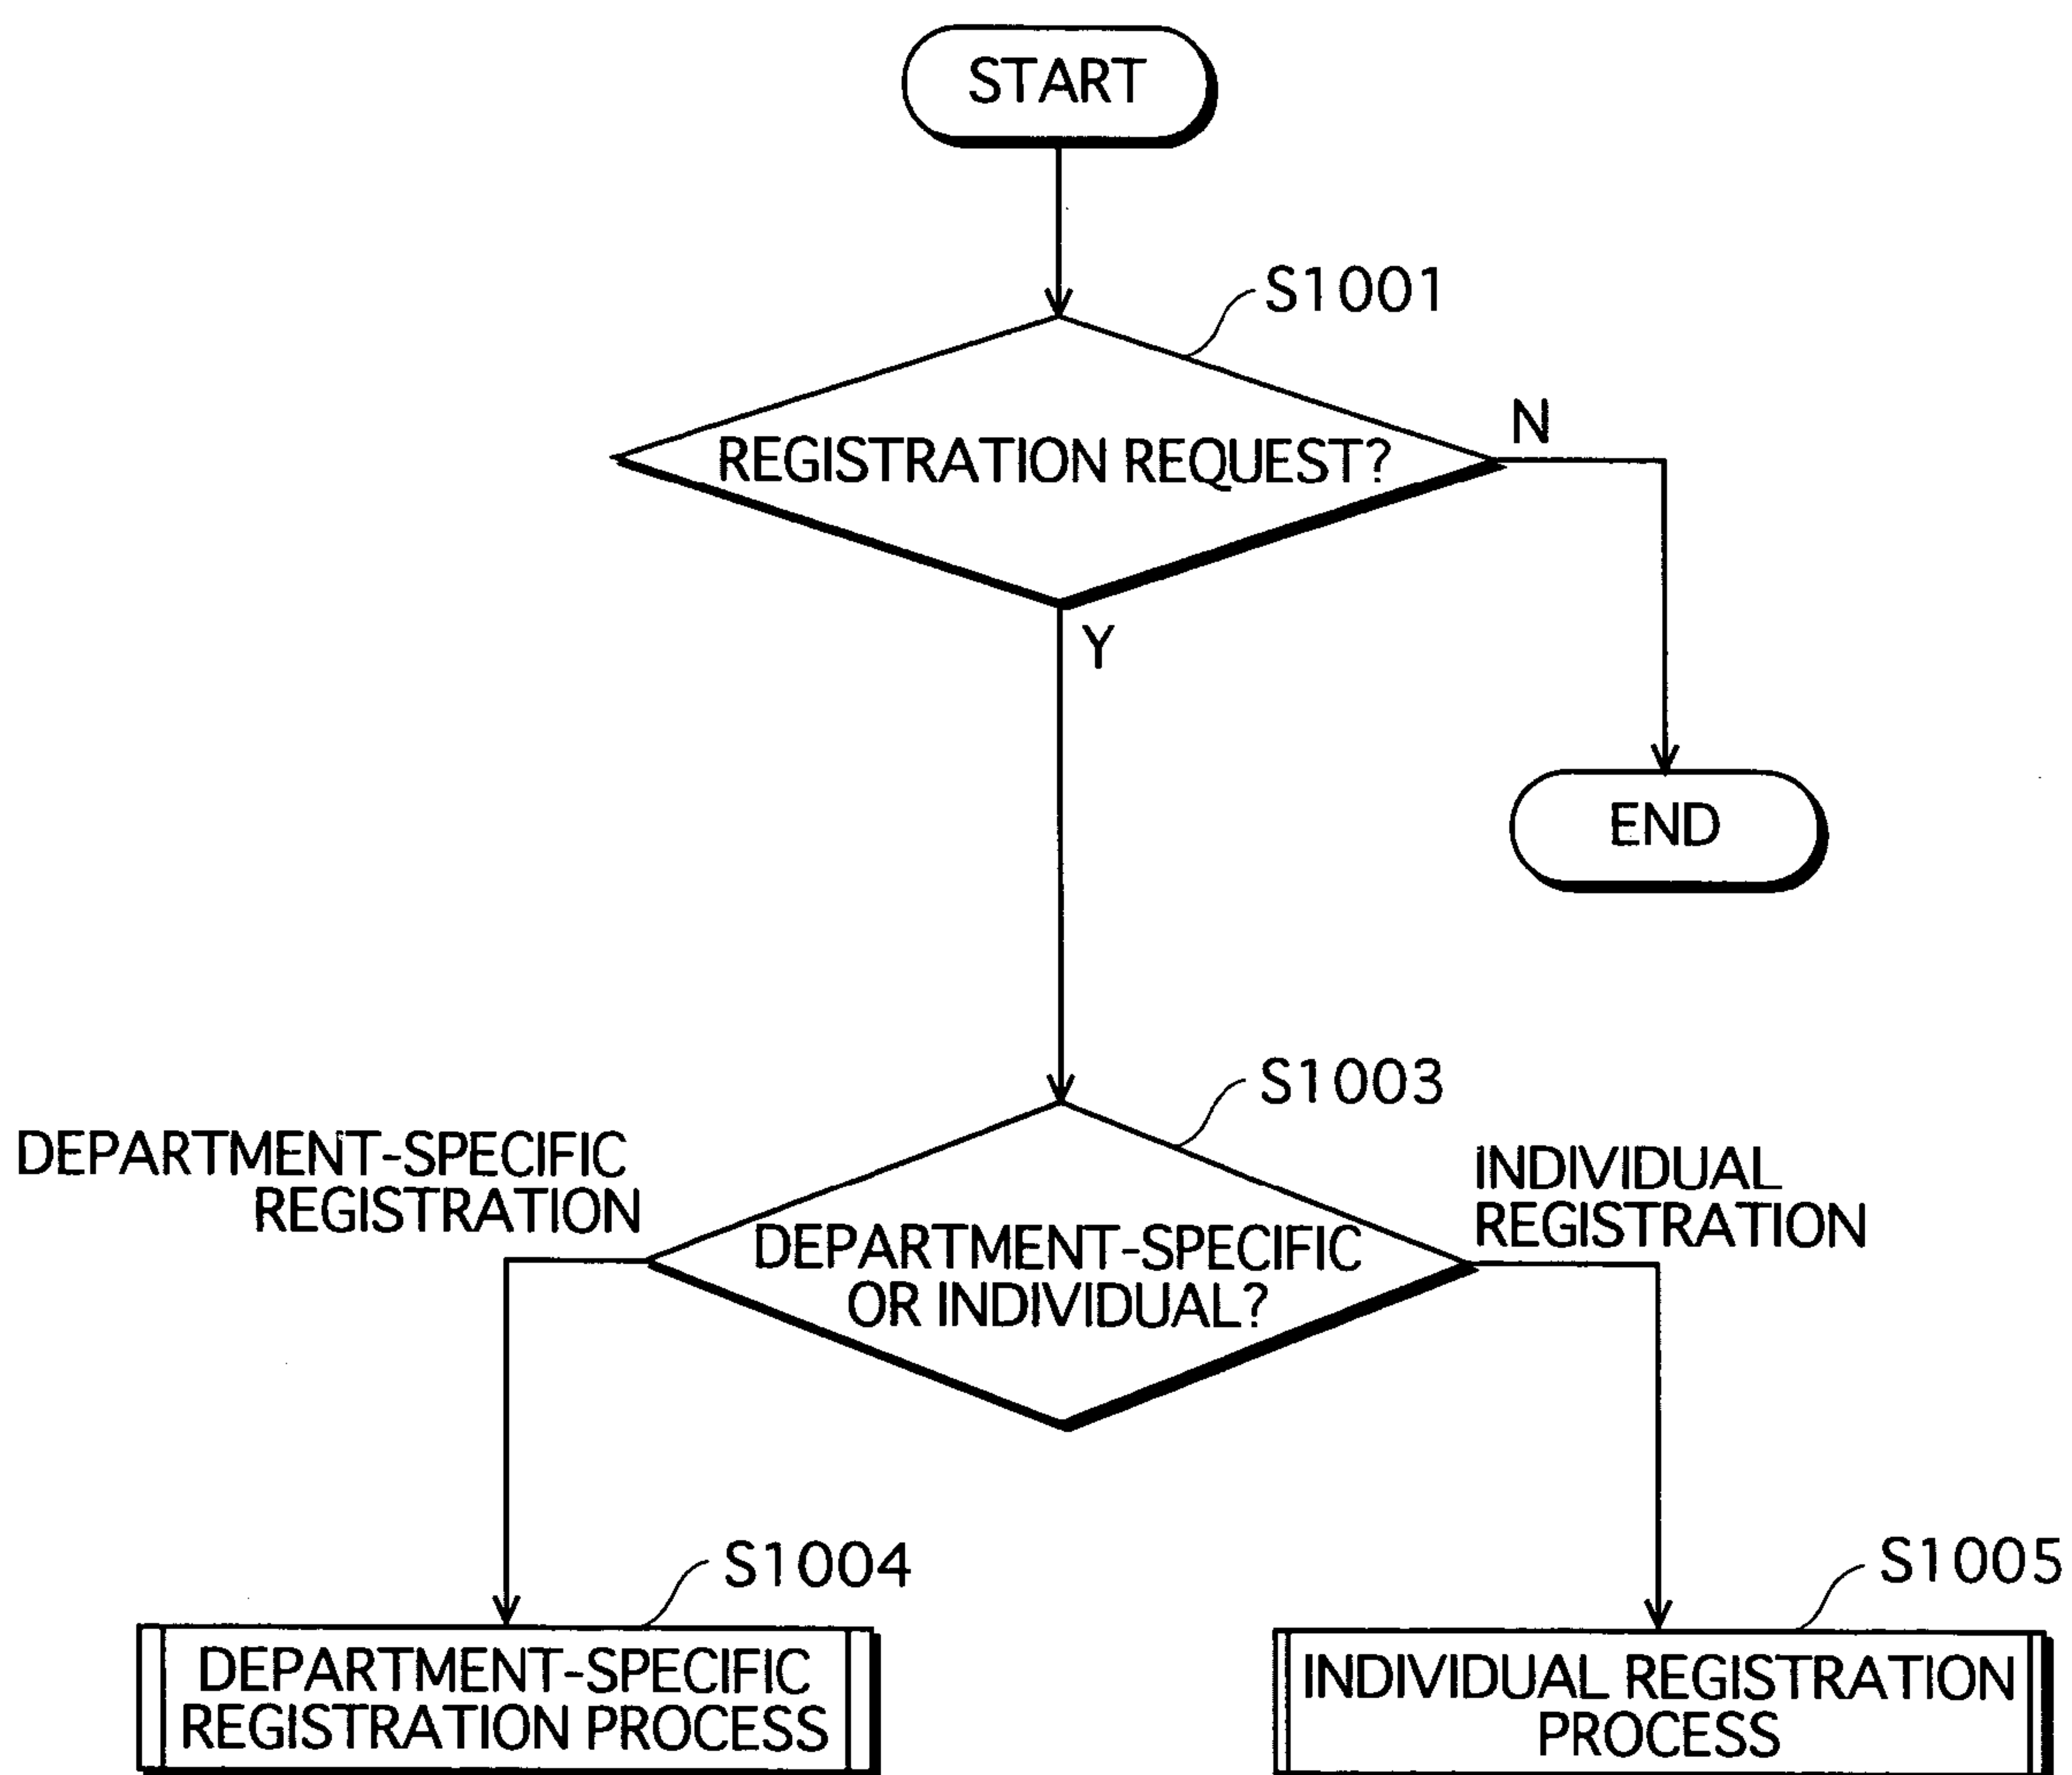 START
S1001
REGISTRATION REQUEST?
N
Y
END
S1003
DEPARTMENT-SPECIFIC
REGISTRATION
INDIVIDUAL
REGISTRATION
DEPARTMENT-SPECIFIC
OR INDIVIDUAL?
S1004
S1005
DEPARTMENT-SPECIFIC
REGISTRATION PROCESS
INDIVIDUAL REGISTRATION
PROCESS